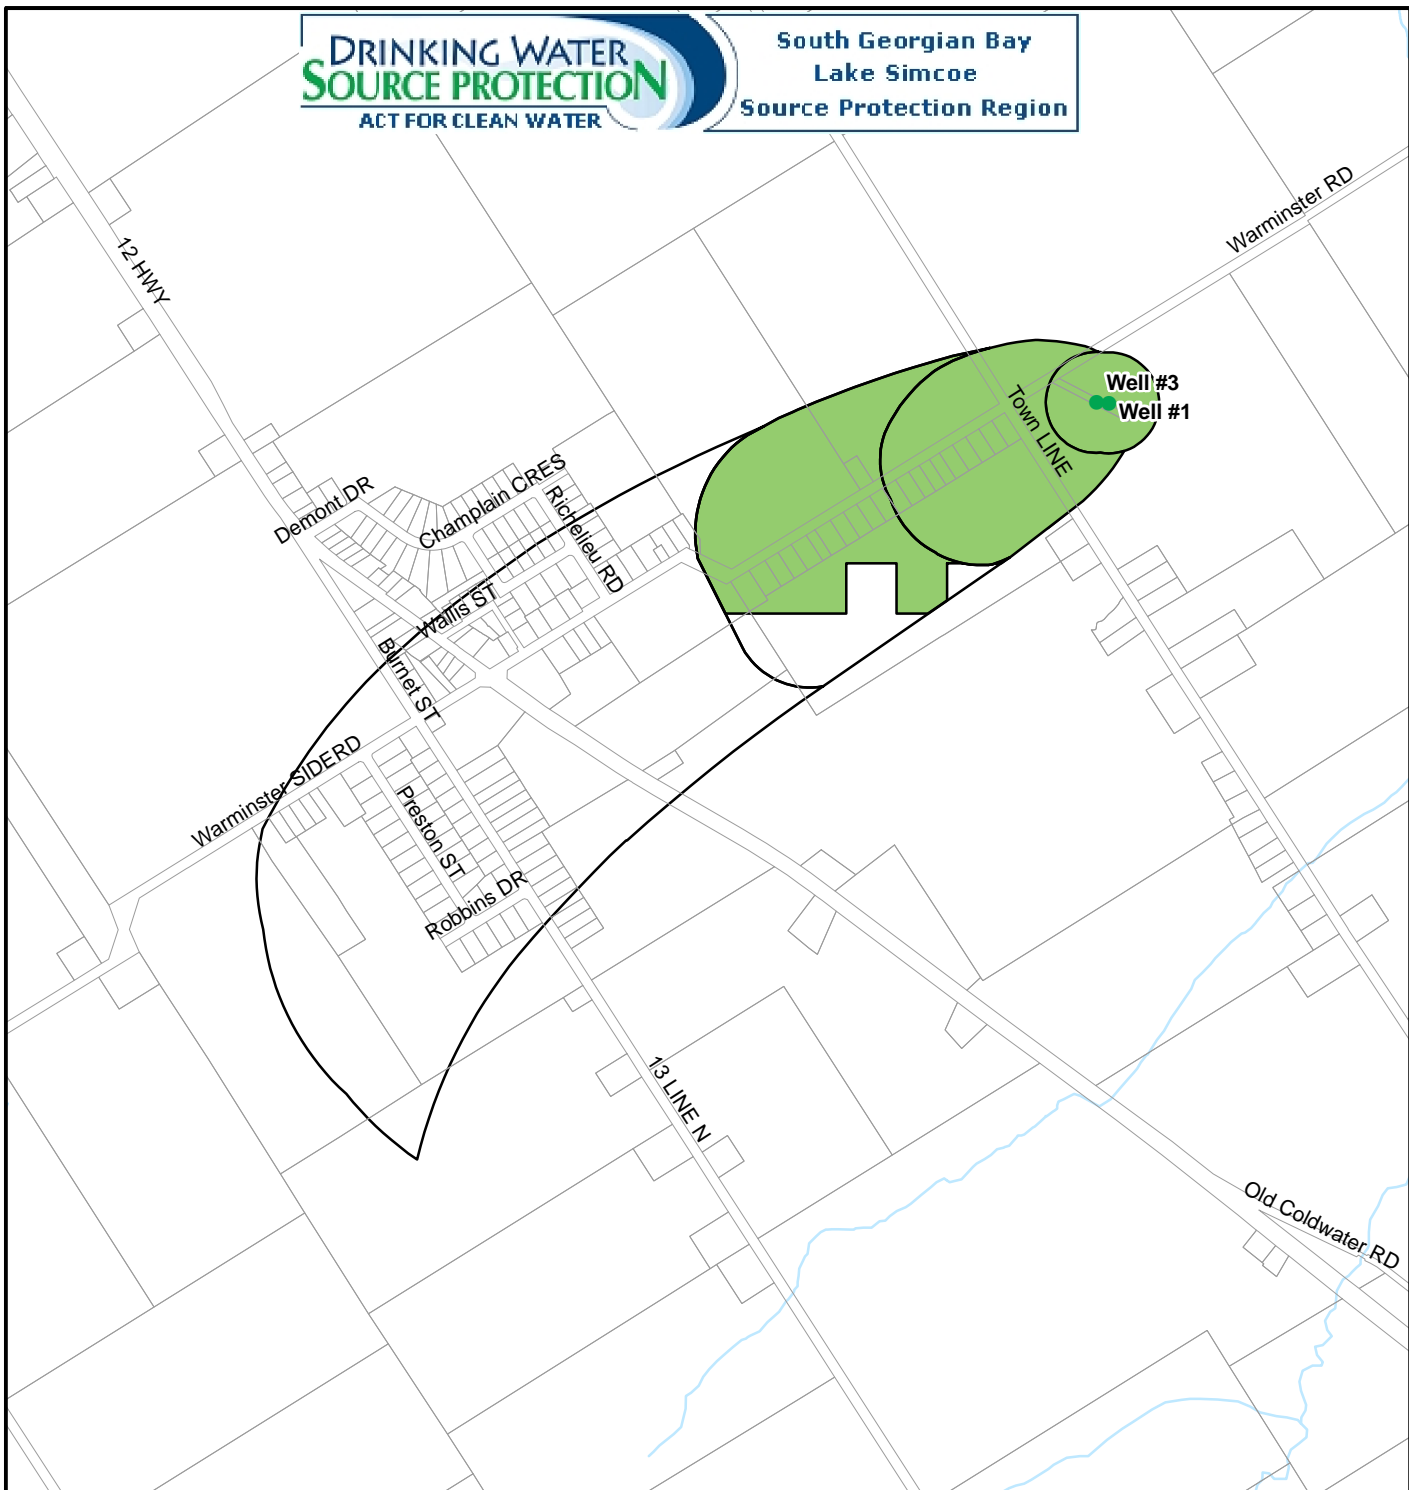 DRINKING WATER
SOURCE PROTECTION
ACT FOR CLEAN WATER
South Georgian Bay
Lake Simcoe
Source Protection Region
Warminster RD
12 HWY
Well #3
Well #1
Town LINE
Champlain CRES
Demont DR
Richelieu RD
Wallis ST
Burnet ST
Warminster SIDERD
Preston ST
Robbins DR
13 LINE N
Old Coldwater RD